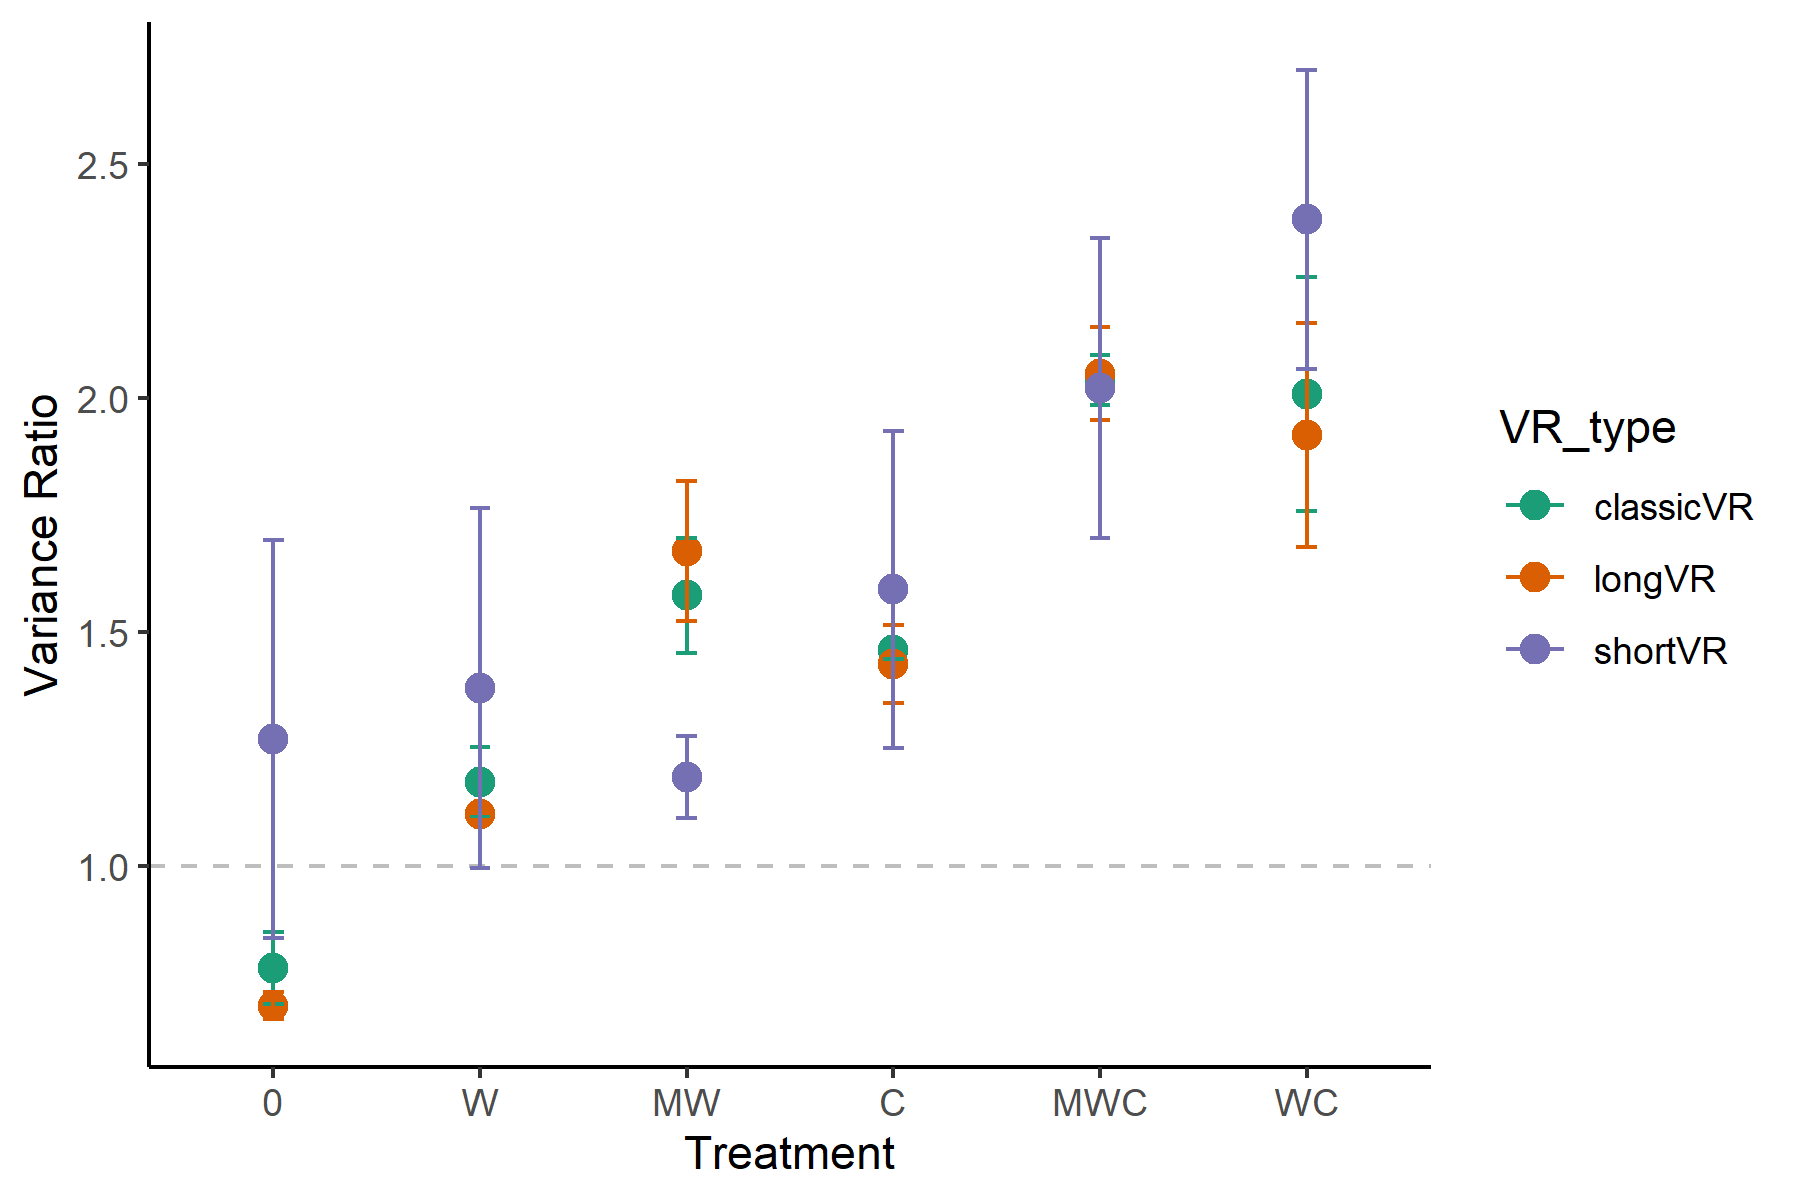 Variance Ratio
2.5
2.0
1.5
1.0
0 W MW C MWC WC
Treatment
VR_type
classicVR
longVR
shortVR